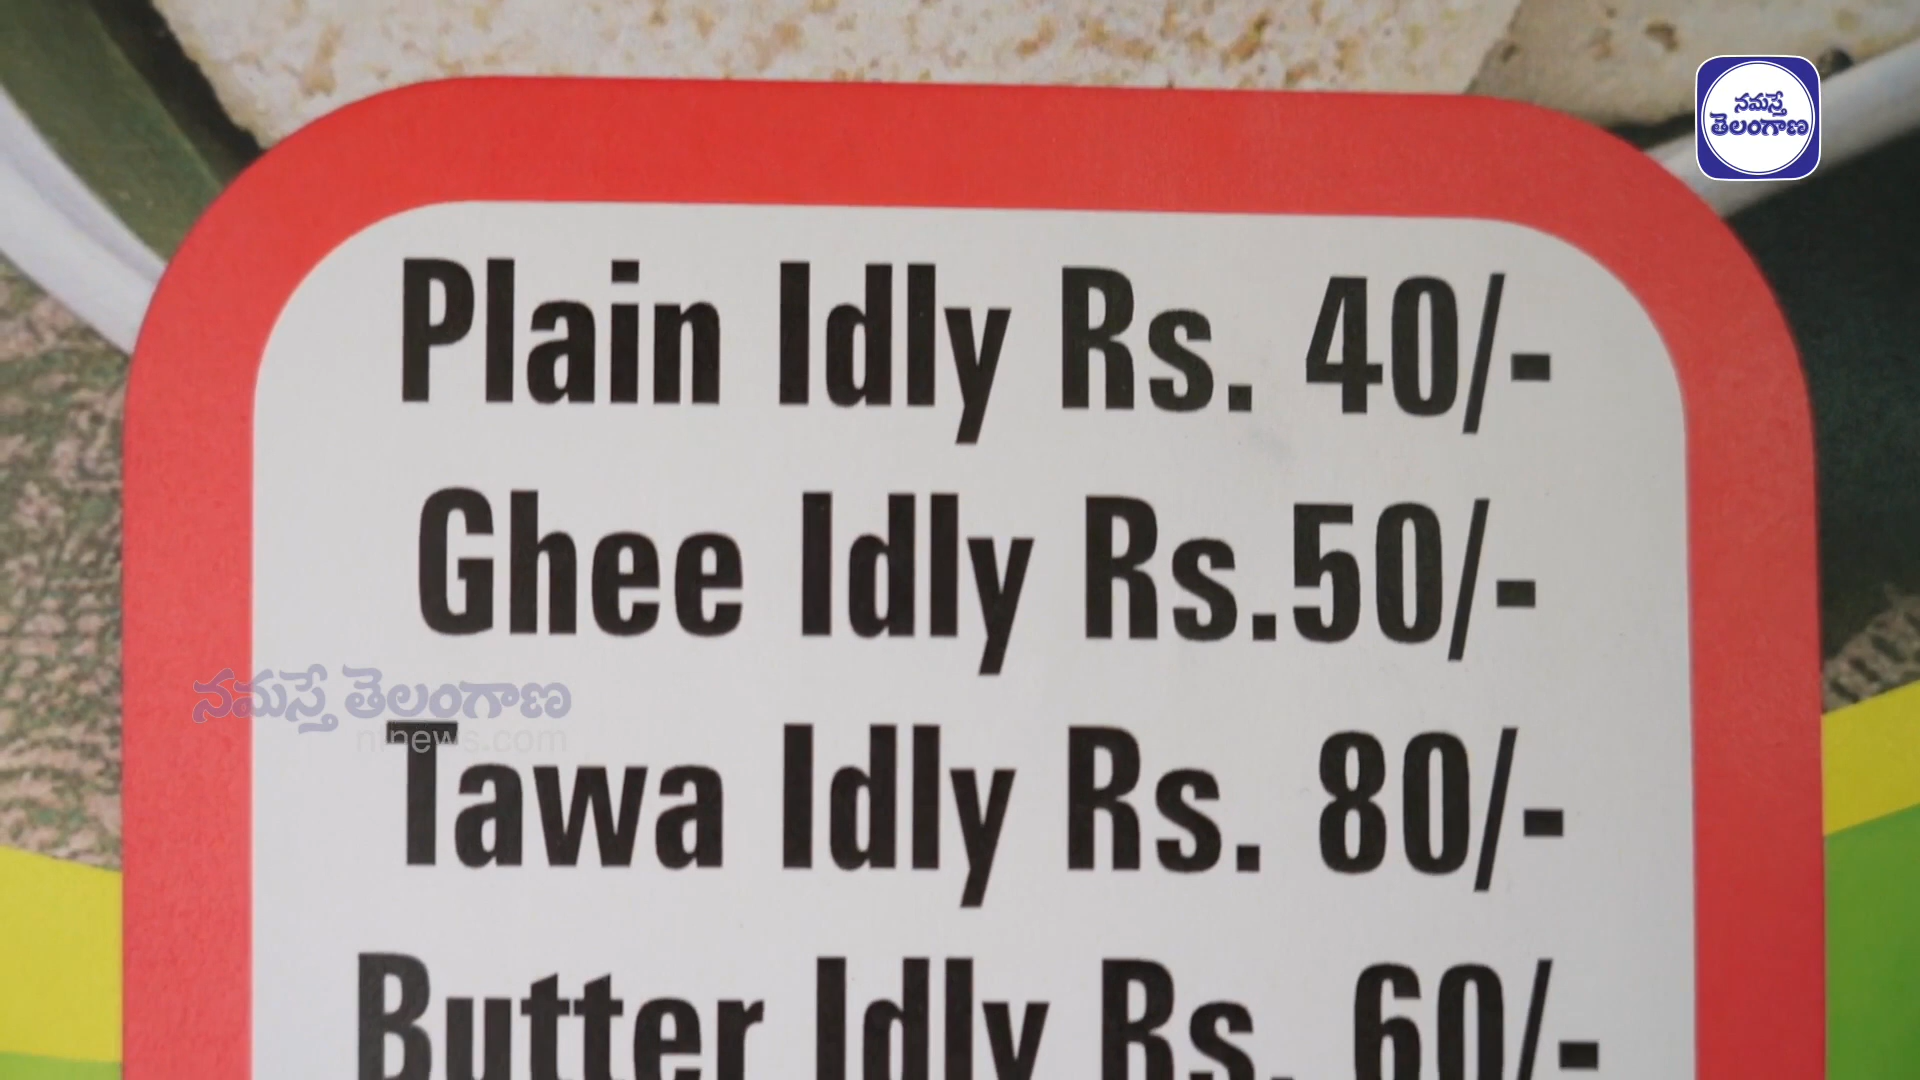 నమస్తే
తెలంగాణ
Plain Idly Rs. 40/-
Ghee Idly Rs.50/-
నమస్తే తెలంగాణ
ntnews.com
Tawa Idly Rs. 80/-
Butter Idly Rs. 60/-